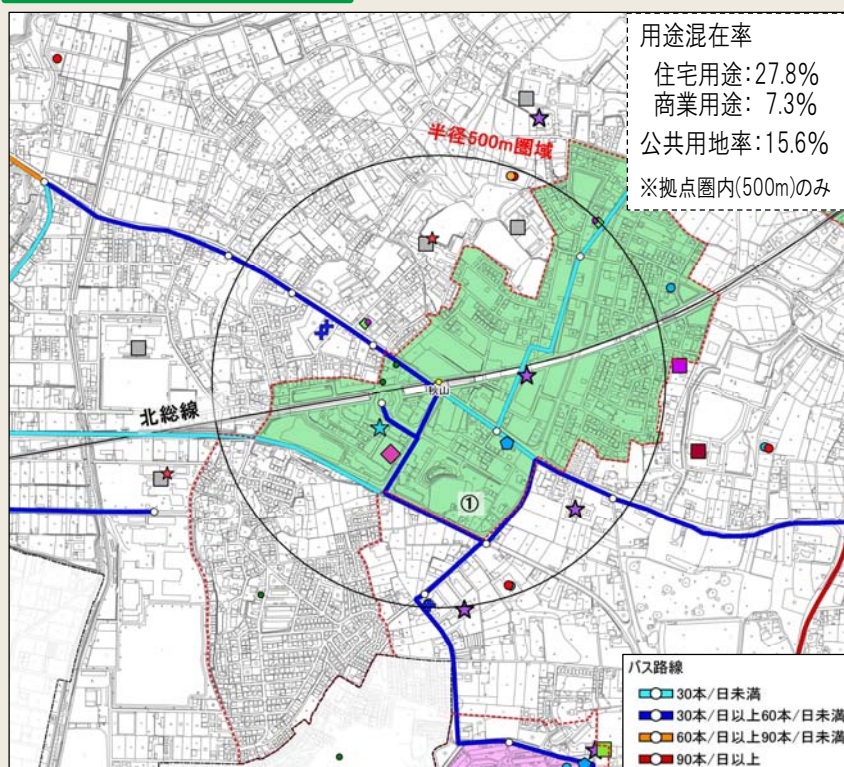 用途混在率
住宅用途:27.8%
商業用途: 7.3%
公共用地率:15.6%
※拠点圏内(500m)のみ
半径500m圏域
秋山
北総線
①
バス路線
30本/日未満
30本/日以上60本/日未満
60本/日以上90本/日未満
90本/日以上